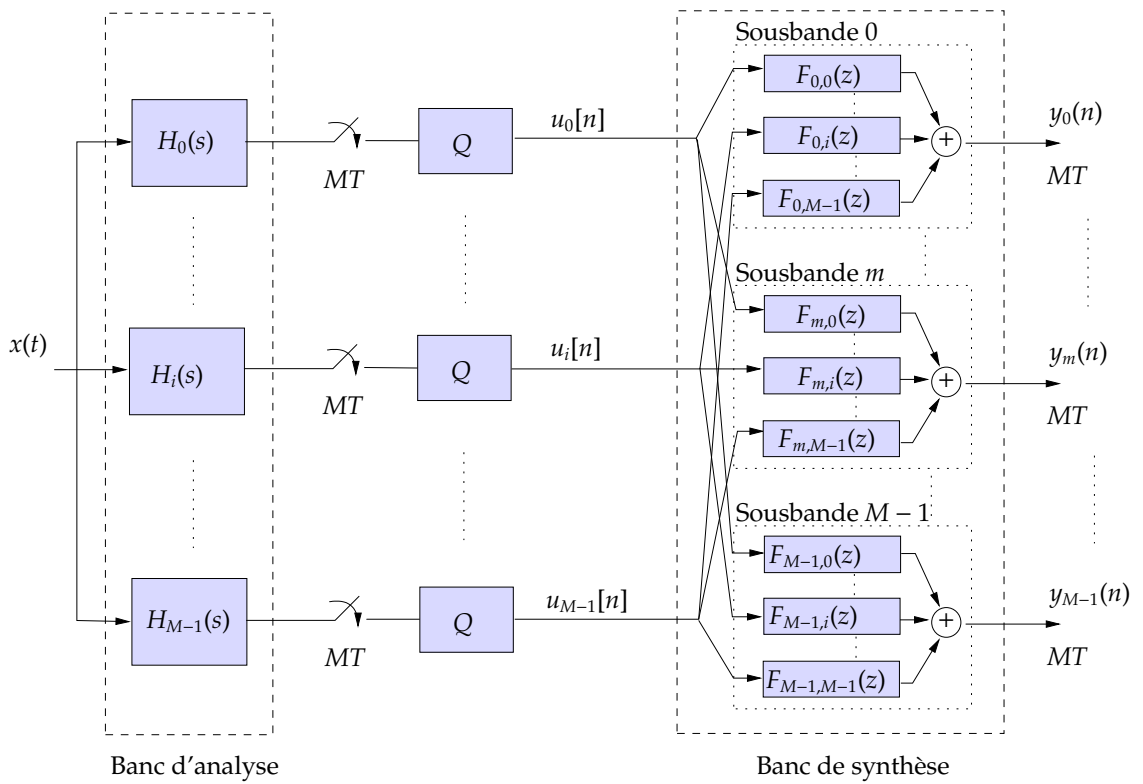 Sousbande 0
F_{0,0}(z)
H_0(s)
MT
Q
u_0[n]
F_{0,i}(z)
+
y_0(n)
MT
F_{0,M−1}(z)
Sousbande m
F_{m,0}(z)
x(t)
H_i(s)
MT
Q
u_i[n]
F_{m,i}(z)
+
y_m(n)
MT
F_{m,M−1}(z)
Sousbande M − 1
F_{M−1,0}(z)
H_{M−1}(s)
MT
Q
u_{M−1}[n]
F_{M−1,i}(z)
+
y_{M−1}(n)
MT
F_{M−1,M−1}(z)
Banc d'analyse
Banc de synthèse